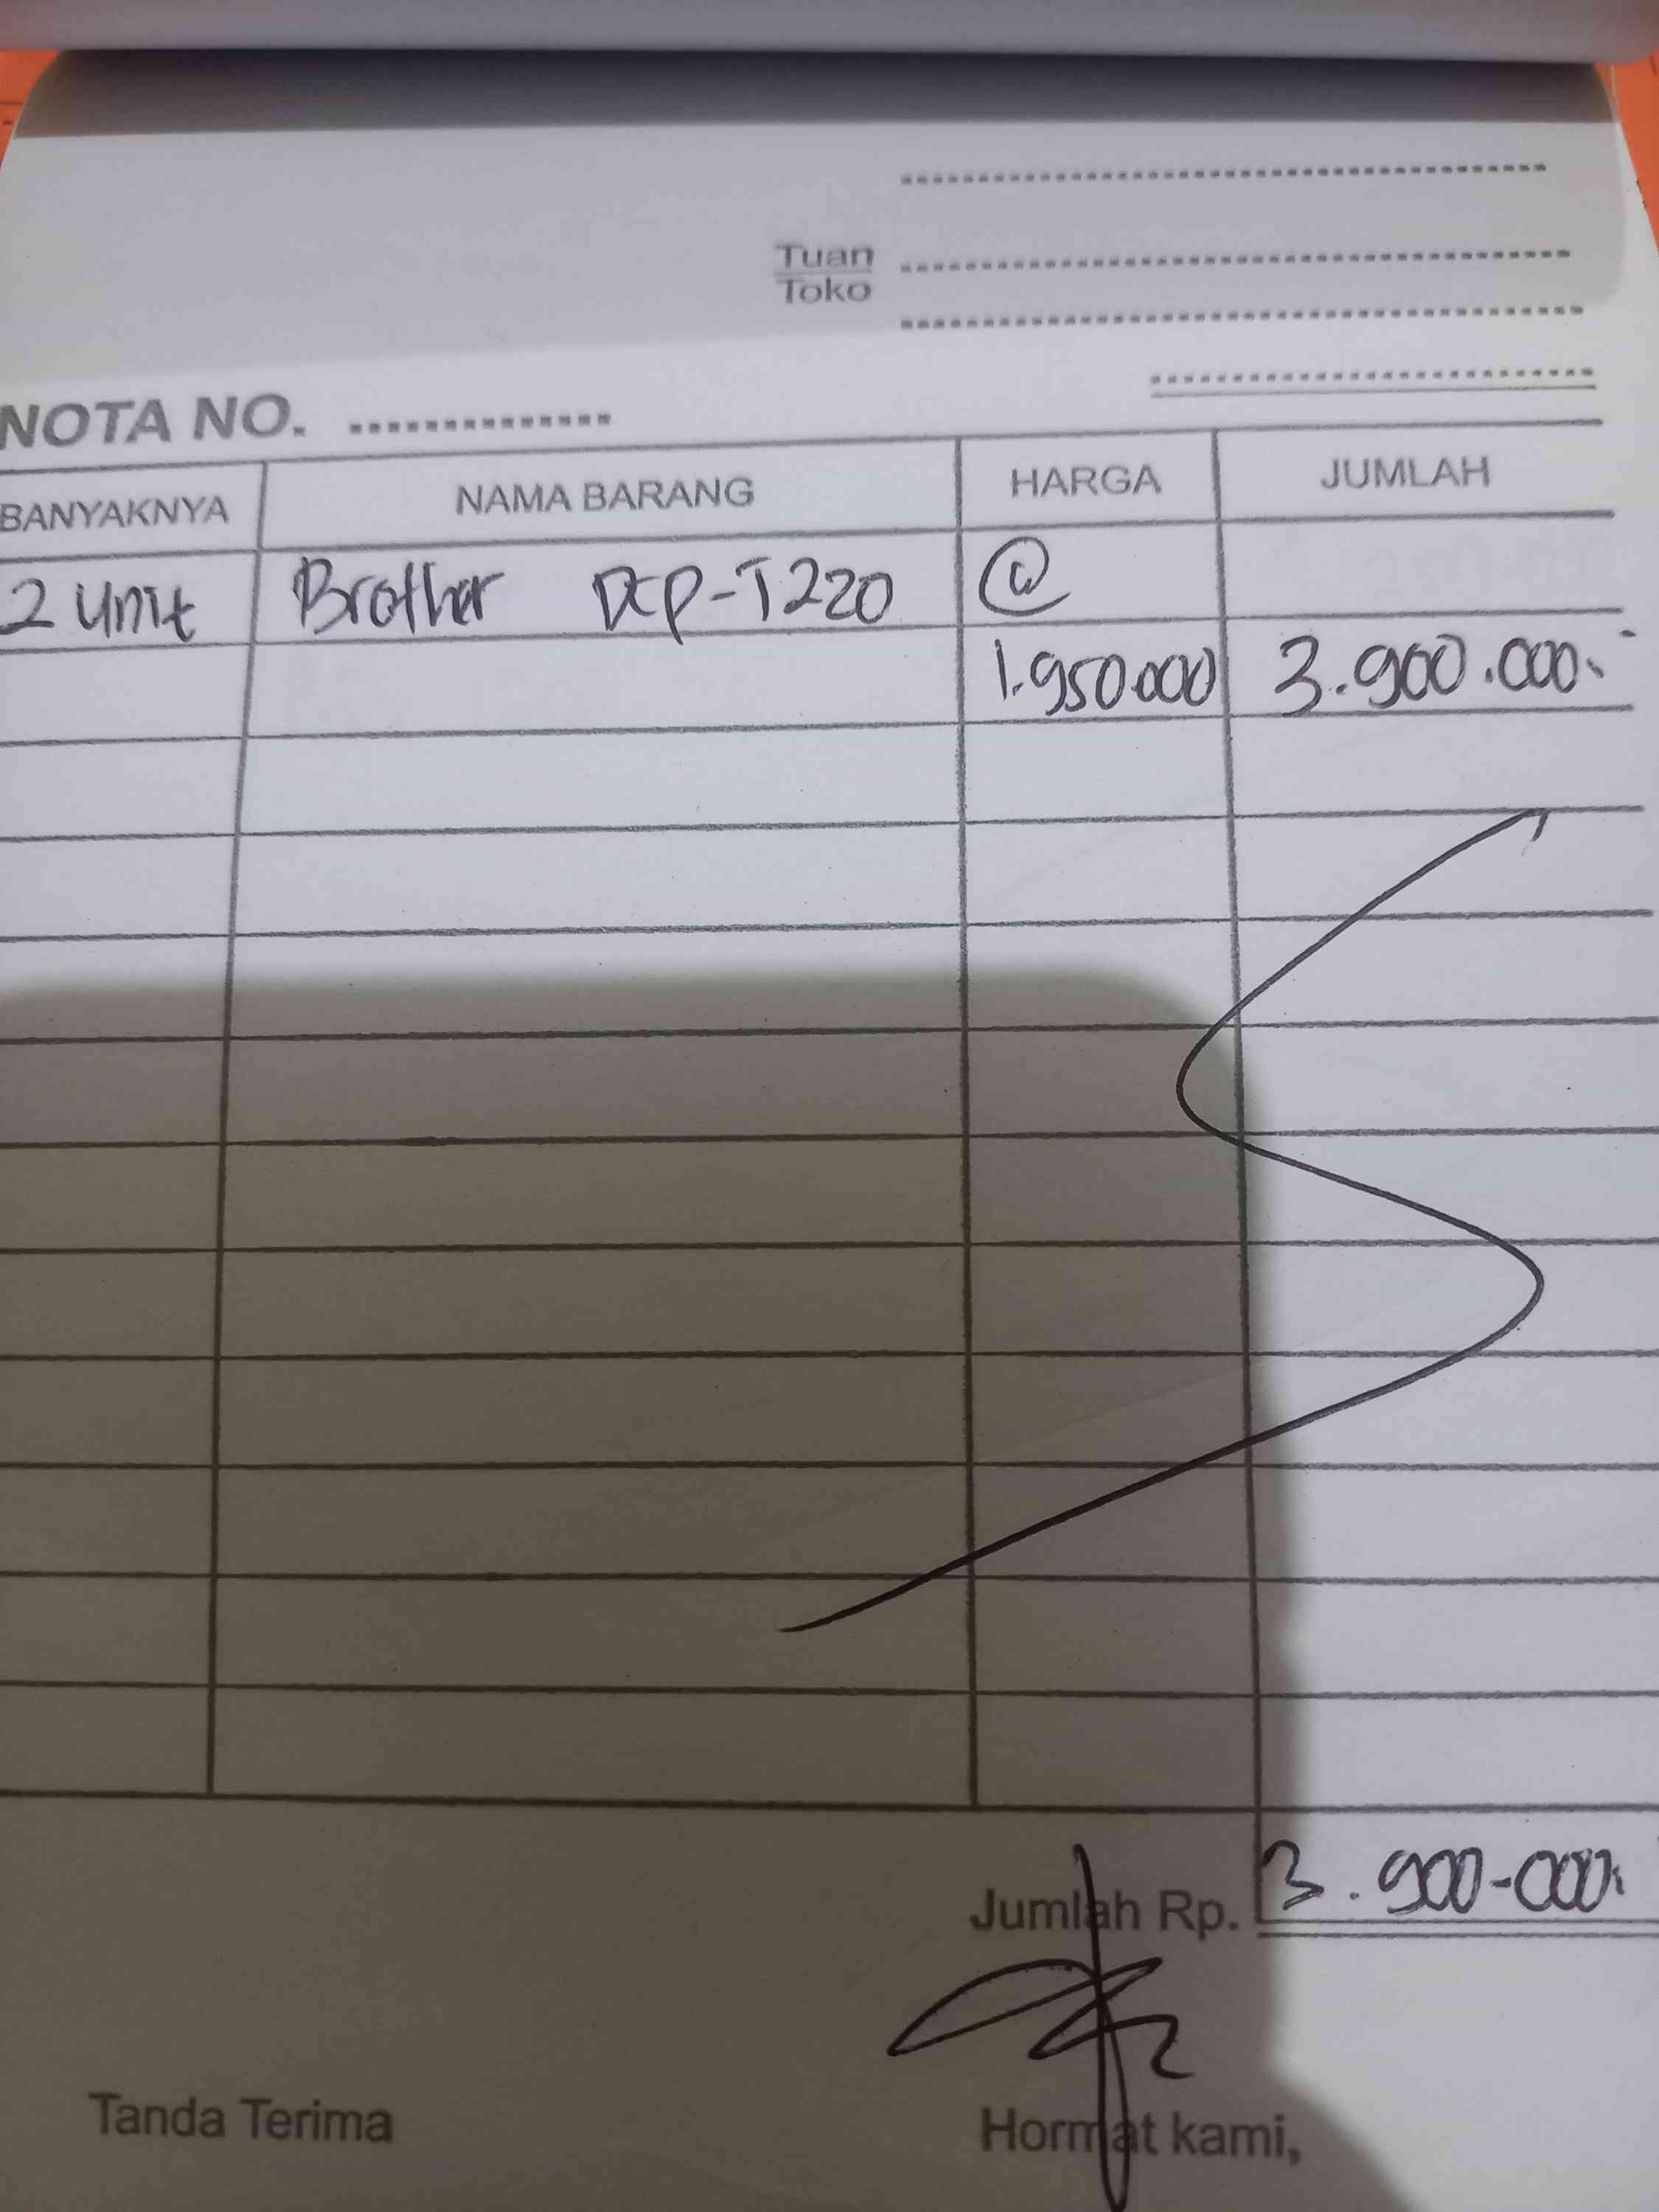 Tuan
Toko
NOTA NO.
BANYAKNYA NAMA BARANG HARGA JUMLAH
2 Unit Brother DCP-T220 @
1.950.000 3.900.000.-
Jumlah Rp. 3.900-000.
Tanda Terima Hormat kami,